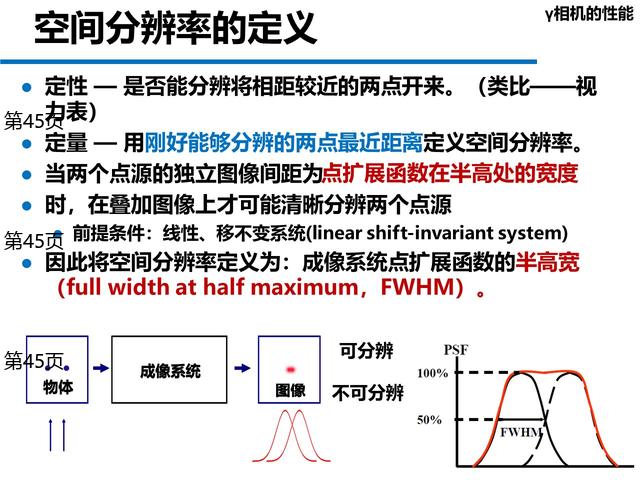 γ相机的性能
空间分辨率的定义
定性 — 是否能分辨将相距较近的两点开来。（类比——视
力表）
第45页
定量 — 用刚好能够分辨的两点最近距离定义空间分辨率。
当两个点源的独立图像间距为点扩展函数在半高处的宽度
时，在叠加图像上才可能清晰分辨两个点源
第45页
前提条件：线性、移不变系统(linear shift-invariant system)
因此将空间分辨率定义为：成像系统点扩展函数的半高宽
（full width at half maximum，FWHM）。
第45页
物体
成像系统
图像
可分辨
不可分辨
PSF
100%
50%
FWHM